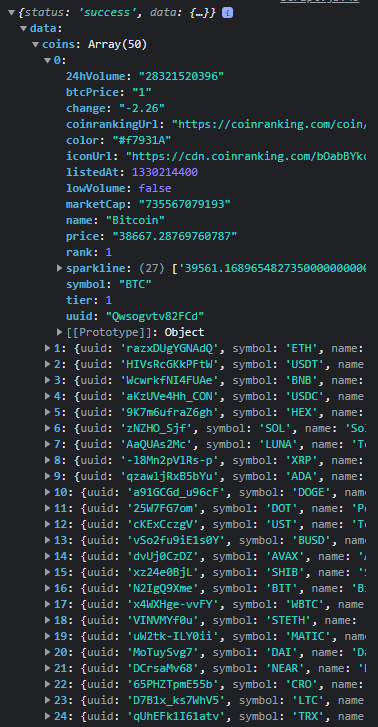 {status: 'success', data: {…}} i
data:
coins: Array(50)
0:
24hVolume: "28321520396"
btcPrice: "1"
change: "-2.26"
coinrankingUrl: "https://coinranking.com/coin/
color: "#f7931A"
iconUrl: "https://cdn.coinranking.com/bOabBYkc
listedAt: 1330214400
lowVolume: false
marketCap: "735567079193"
name: "Bitcoin"
price: "38667.28769760787"
rank: 1
sparkline: (27) ['39561.16896548273500000000000
symbol: "BTC"
tier: 1
uuid: "Qwsogvtv82FCd"
[[Prototype]]: Object
1: {uuid: 'razxDUgYGNAdQ', symbol: 'ETH', name:
2: {uuid: 'HIVsRcGKkPFtW', symbol: 'USDT', name:
3: {uuid: 'WcwrkfNI4FUAe', symbol: 'BNB', name:
4: {uuid: 'aKzUVe4Hh_CON', symbol: 'USDC', name:
5: {uuid: '9K7m6ufraZ6gh', symbol: 'HEX', name:
6: {uuid: 'zNZHO_Sjf', symbol: 'SOL', name: 'Sol
7: {uuid: 'AaQUAs2Mc', symbol: 'LUNA', name: 'Te
8: {uuid: '-l8Mn2pVlRs-p', symbol: 'XRP', name:
9: {uuid: 'qzawljRxB5bYu', symbol: 'ADA', name:
10: {uuid: 'a91GCGd_u96cF', symbol: 'DOGE', name
11: {uuid: '25W7FG7om', symbol: 'DOT', name: 'Po
12: {uuid: 'cKExCczgV', symbol: 'UST', name: 'Te
13: {uuid: 'vSo2fu9iE1s0Y', symbol: 'BUSD', name
14: {uuid: 'dvUj0CzDZ', symbol: 'AVAX', name: 'A
15: {uuid: 'xz24e0BjL', symbol: 'SHIB', name: 'S
16: {uuid: 'N2IgQ9Xme', symbol: 'BIT', name: 'Bi
17: {uuid: 'x4WXHge-vvFY', symbol: 'WBTC', name:
18: {uuid: 'VINVMYf0u', symbol: 'STETH', name:
19: {uuid: 'uW2tk-ILY0ii', symbol: 'MATIC', name
20: {uuid: 'MoTuySvg7', symbol: 'DAI', name: 'Da
21: {uuid: 'DCrsaMv68', symbol: 'NEAR', name:
22: {uuid: '65PHZTpmE55b', symbol: 'CRO', name:
23: {uuid: 'D7B1x_ks7WhV5', symbol: 'LTC', name:
24: {uuid: 'qUhEFk1I61atv', symbol: 'TRX', name: